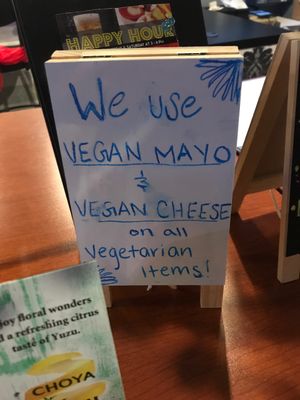 HAPPY HOUR
We use
VEGAN MAYO
&
VEGAN CHEESE
on all
Vegetarian
Items!
joy floral wonders
d a refreshing citrus
taste of Yuzu.
CHOYA